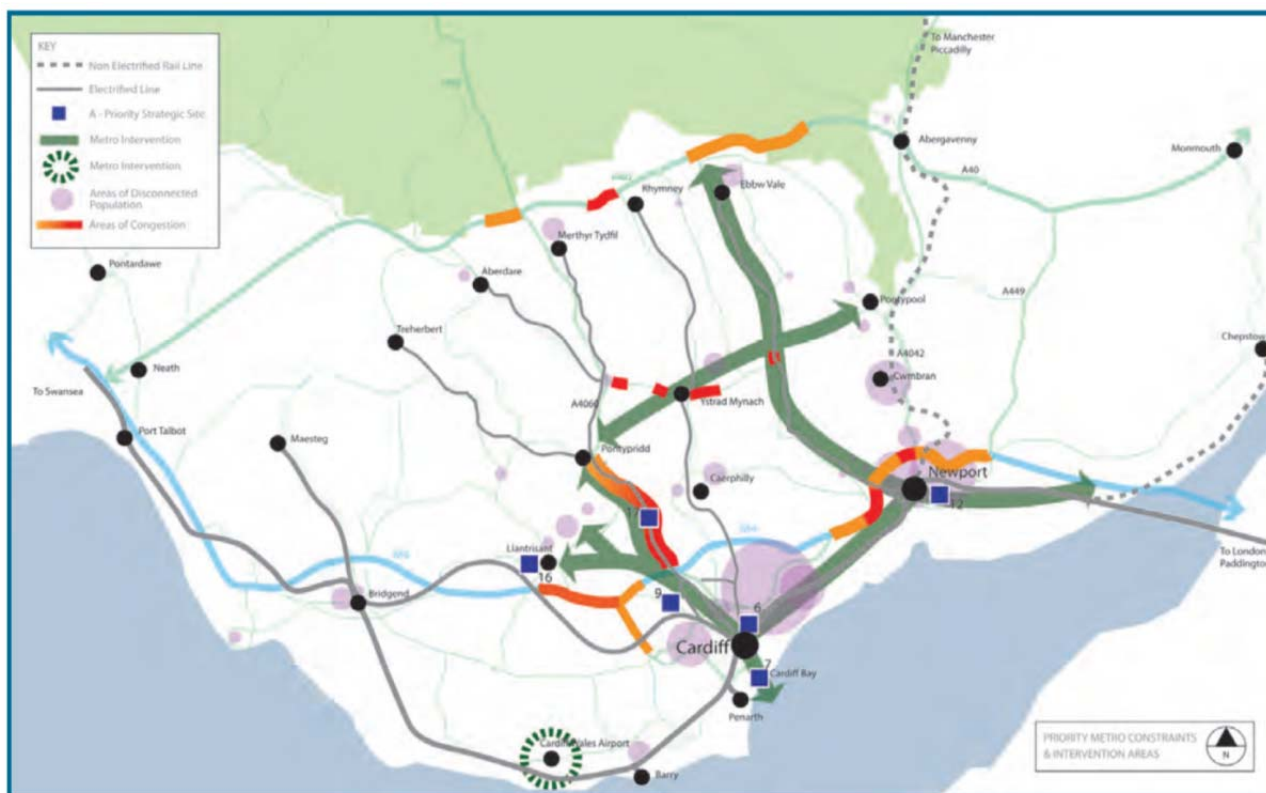 KEY
Non Electrified Rail Line
Electrified Line
A - Priority Strategic Site
Metro Intervention
Metro Intervention
Areas of Disconnected
Population
Areas of Congestion
To Manchester
Piccadilly
Abergavenny
Monmouth
A40
Rhymney
Ebbw Vale
Merthyr Tydfil
Pontardawe
Aberdare
A449
Pontypool
Treherbert
Chepstow
A4042
Neath
Cwmbran
To Swansea
Ystrad Mynach
Port Talbot
Maesteg
Pontypridd
Caerphilly
Newport
12
17
Llantrisant
16
To London
Paddington
9
Bridgend
6
Cardiff
7
Cardiff Bay
Penarth
Cardiff Wales Airport
Barry
PRIORITY METRO CONSTRAINTS
& INTERVENTION AREAS
N